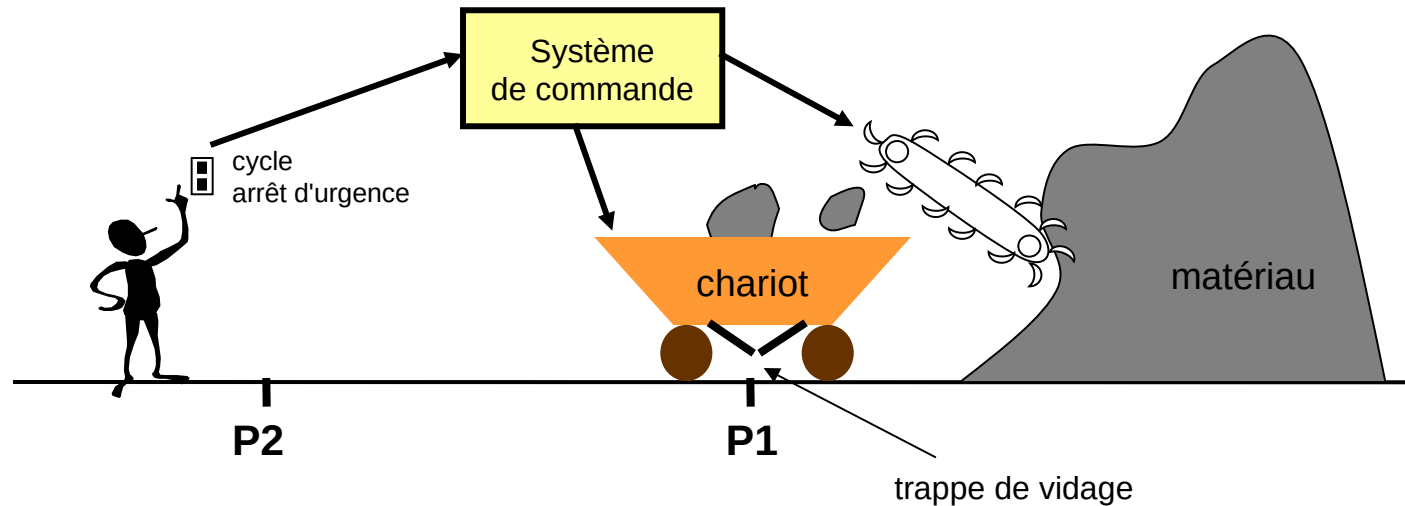 Système
de commande
cycle
arrêt d'urgence
chariot
matériau
P2
P1
trappe de vidage